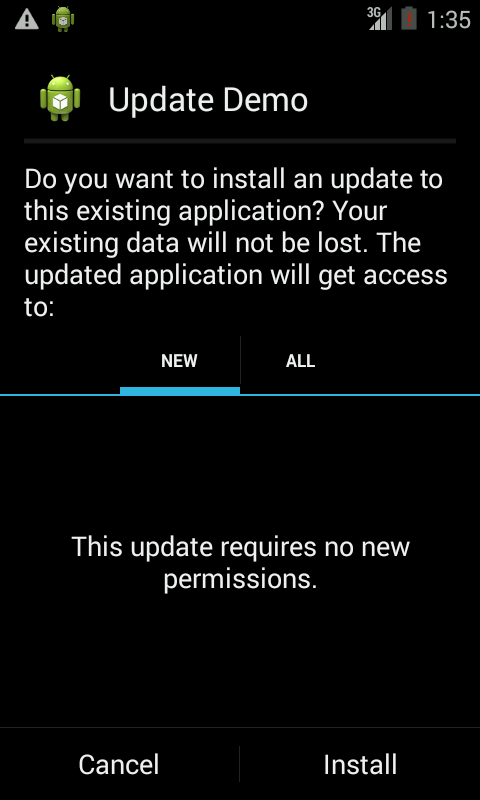 3G 1:35
Update Demo
Do you want to install an update to
this existing application? Your
existing data will not be lost. The
updated application will get access
to:
NEW ALL
This update requires no new
permissions.
Cancel Install